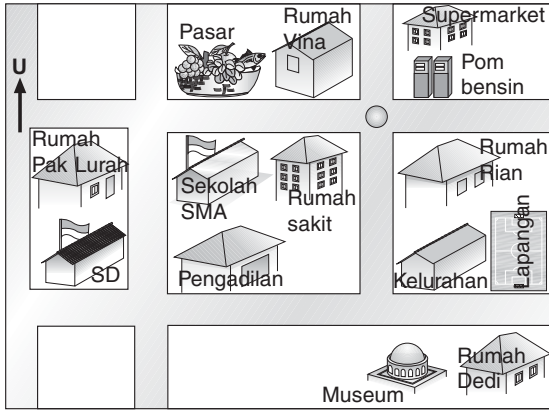 Pasar
Rumah
Vina
Supermarket
Pom
bensin
U
Rumah
Pak Lurah
SD
Sekolah
SMA
Rumah
sakit
Pengadilan
Rumah
Rian
Kelurahan
Lapangan
Museum
Rumah
Dedi